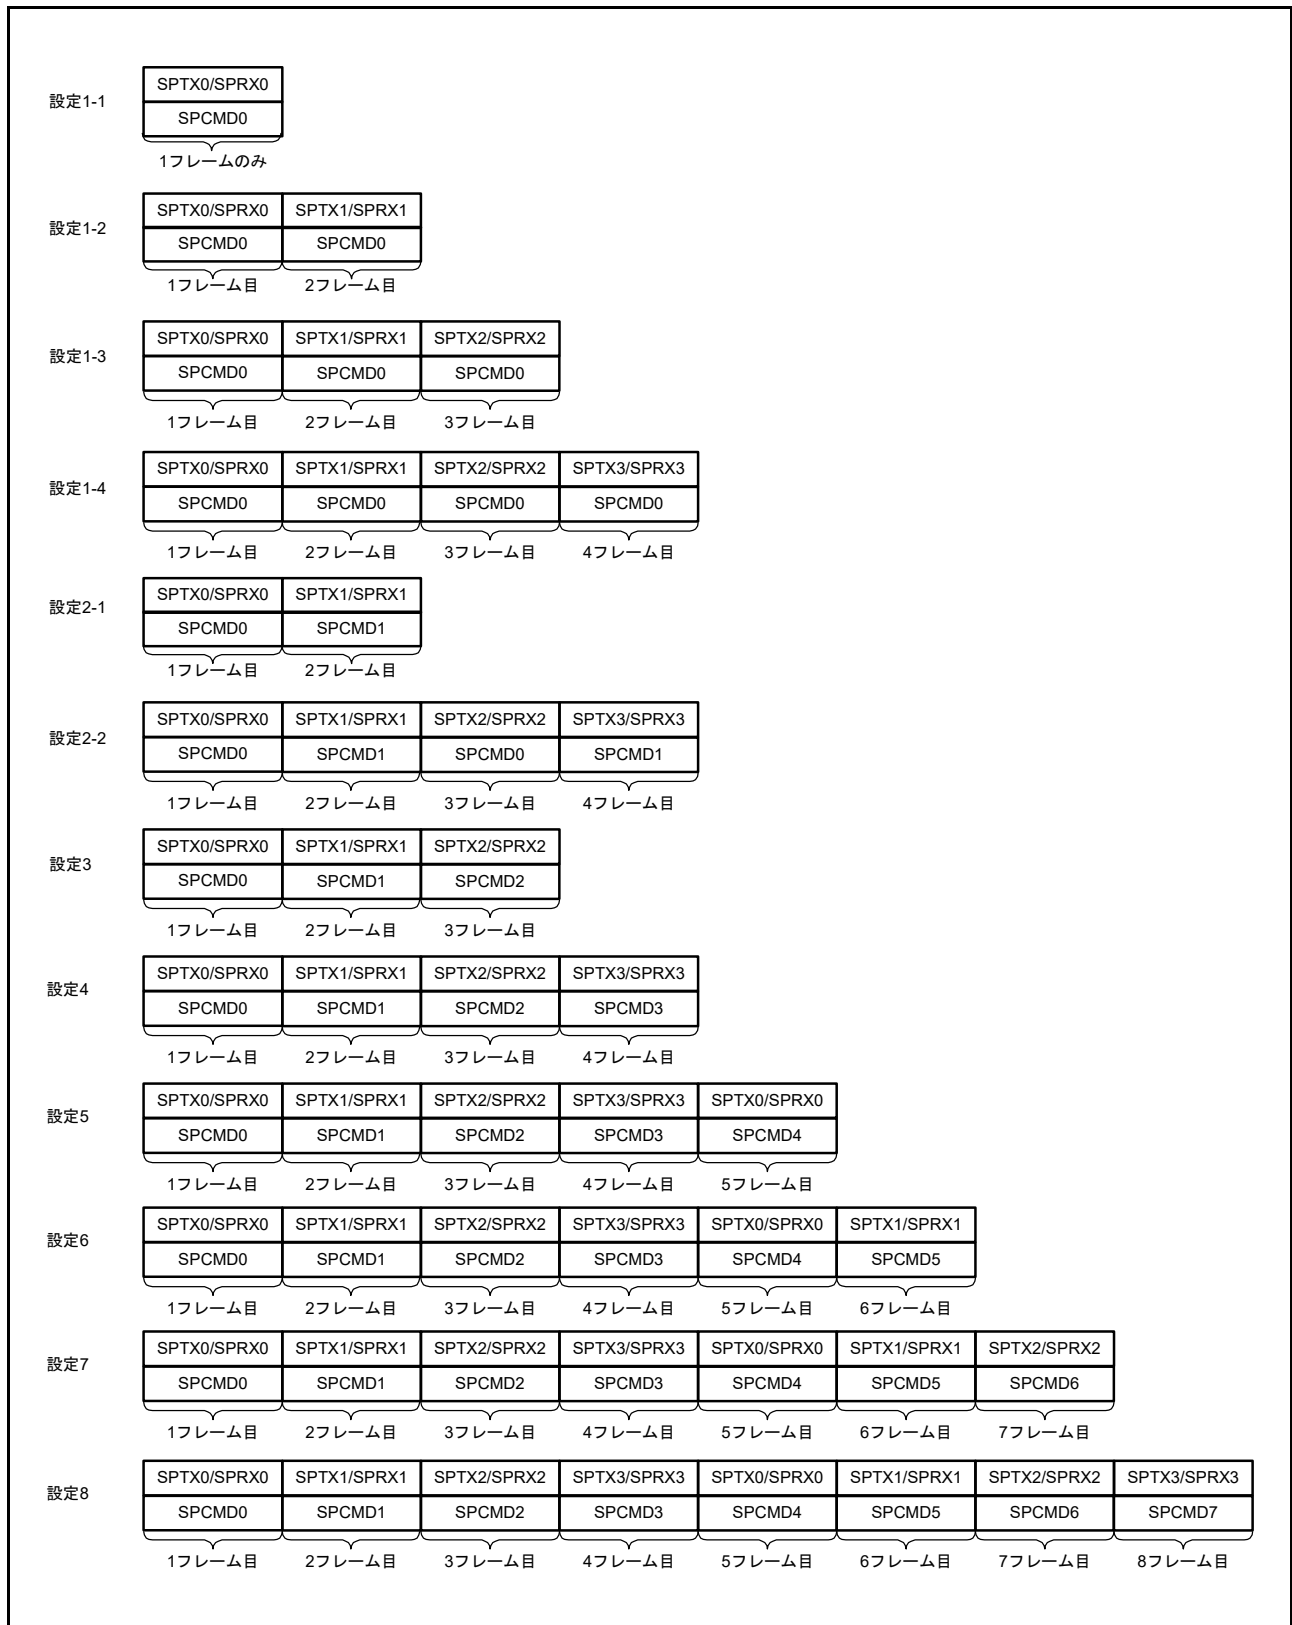 SPTX0/SPRX0
設定1-1
SPCMD0
1フレームのみ
SPTX0/SPRX0 SPTX1/SPRX1
設定1-2
SPCMD0 SPCMD0
1フレーム目 2フレーム目
SPTX0/SPRX0 SPTX1/SPRX1 SPTX2/SPRX2
設定1-3
SPCMD0 SPCMD0 SPCMD0
1フレーム目 2フレーム目 3フレーム目
SPTX0/SPRX0 SPTX1/SPRX1 SPTX2/SPRX2 SPTX3/SPRX3
設定1-4
SPCMD0 SPCMD0 SPCMD0 SPCMD0
1フレーム目 2フレーム目 3フレーム目 4フレーム目
SPTX0/SPRX0 SPTX1/SPRX1
設定2-1
SPCMD0 SPCMD1
1フレーム目 2フレーム目
SPTX0/SPRX0 SPTX1/SPRX1 SPTX2/SPRX2 SPTX3/SPRX3
設定2-2
SPCMD0 SPCMD1 SPCMD0 SPCMD1
1フレーム目 2フレーム目 3フレーム目 4フレーム目
SPTX0/SPRX0 SPTX1/SPRX1 SPTX2/SPRX2
設定3
SPCMD0 SPCMD1 SPCMD2
1フレーム目 2フレーム目 3フレーム目
SPTX0/SPRX0 SPTX1/SPRX1 SPTX2/SPRX2 SPTX3/SPRX3
設定4
SPCMD0 SPCMD1 SPCMD2 SPCMD3
1フレーム目 2フレーム目 3フレーム目 4フレーム目
SPTX0/SPRX0 SPTX1/SPRX1 SPTX2/SPRX2 SPTX3/SPRX3 SPTX0/SPRX0
設定5
SPCMD0 SPCMD1 SPCMD2 SPCMD3 SPCMD4
1フレーム目 2フレーム目 3フレーム目 4フレーム目 5フレーム目
SPTX0/SPRX0 SPTX1/SPRX1 SPTX2/SPRX2 SPTX3/SPRX3 SPTX0/SPRX0 SPTX1/SPRX1
設定6
SPCMD0 SPCMD1 SPCMD2 SPCMD3 SPCMD4 SPCMD5
1フレーム目 2フレーム目 3フレーム目 4フレーム目 5フレーム目 6フレーム目
SPTX0/SPRX0 SPTX1/SPRX1 SPTX2/SPRX2 SPTX3/SPRX3 SPTX0/SPRX0 SPTX1/SPRX1 SPTX2/SPRX2
設定7
SPCMD0 SPCMD1 SPCMD2 SPCMD3 SPCMD4 SPCMD5 SPCMD6
1フレーム目 2フレーム目 3フレーム目 4フレーム目 5フレーム目 6フレーム目 7フレーム目
SPTX0/SPRX0 SPTX1/SPRX1 SPTX2/SPRX2 SPTX3/SPRX3 SPTX0/SPRX0 SPTX1/SPRX1 SPTX2/SPRX2 SPTX3/SPRX3
設定8
SPCMD0 SPCMD1 SPCMD2 SPCMD3 SPCMD4 SPCMD5 SPCMD6 SPCMD7
1フレーム目 2フレーム目 3フレーム目 4フレーム目 5フレーム目 6フレーム目 7フレーム目 8フレーム目